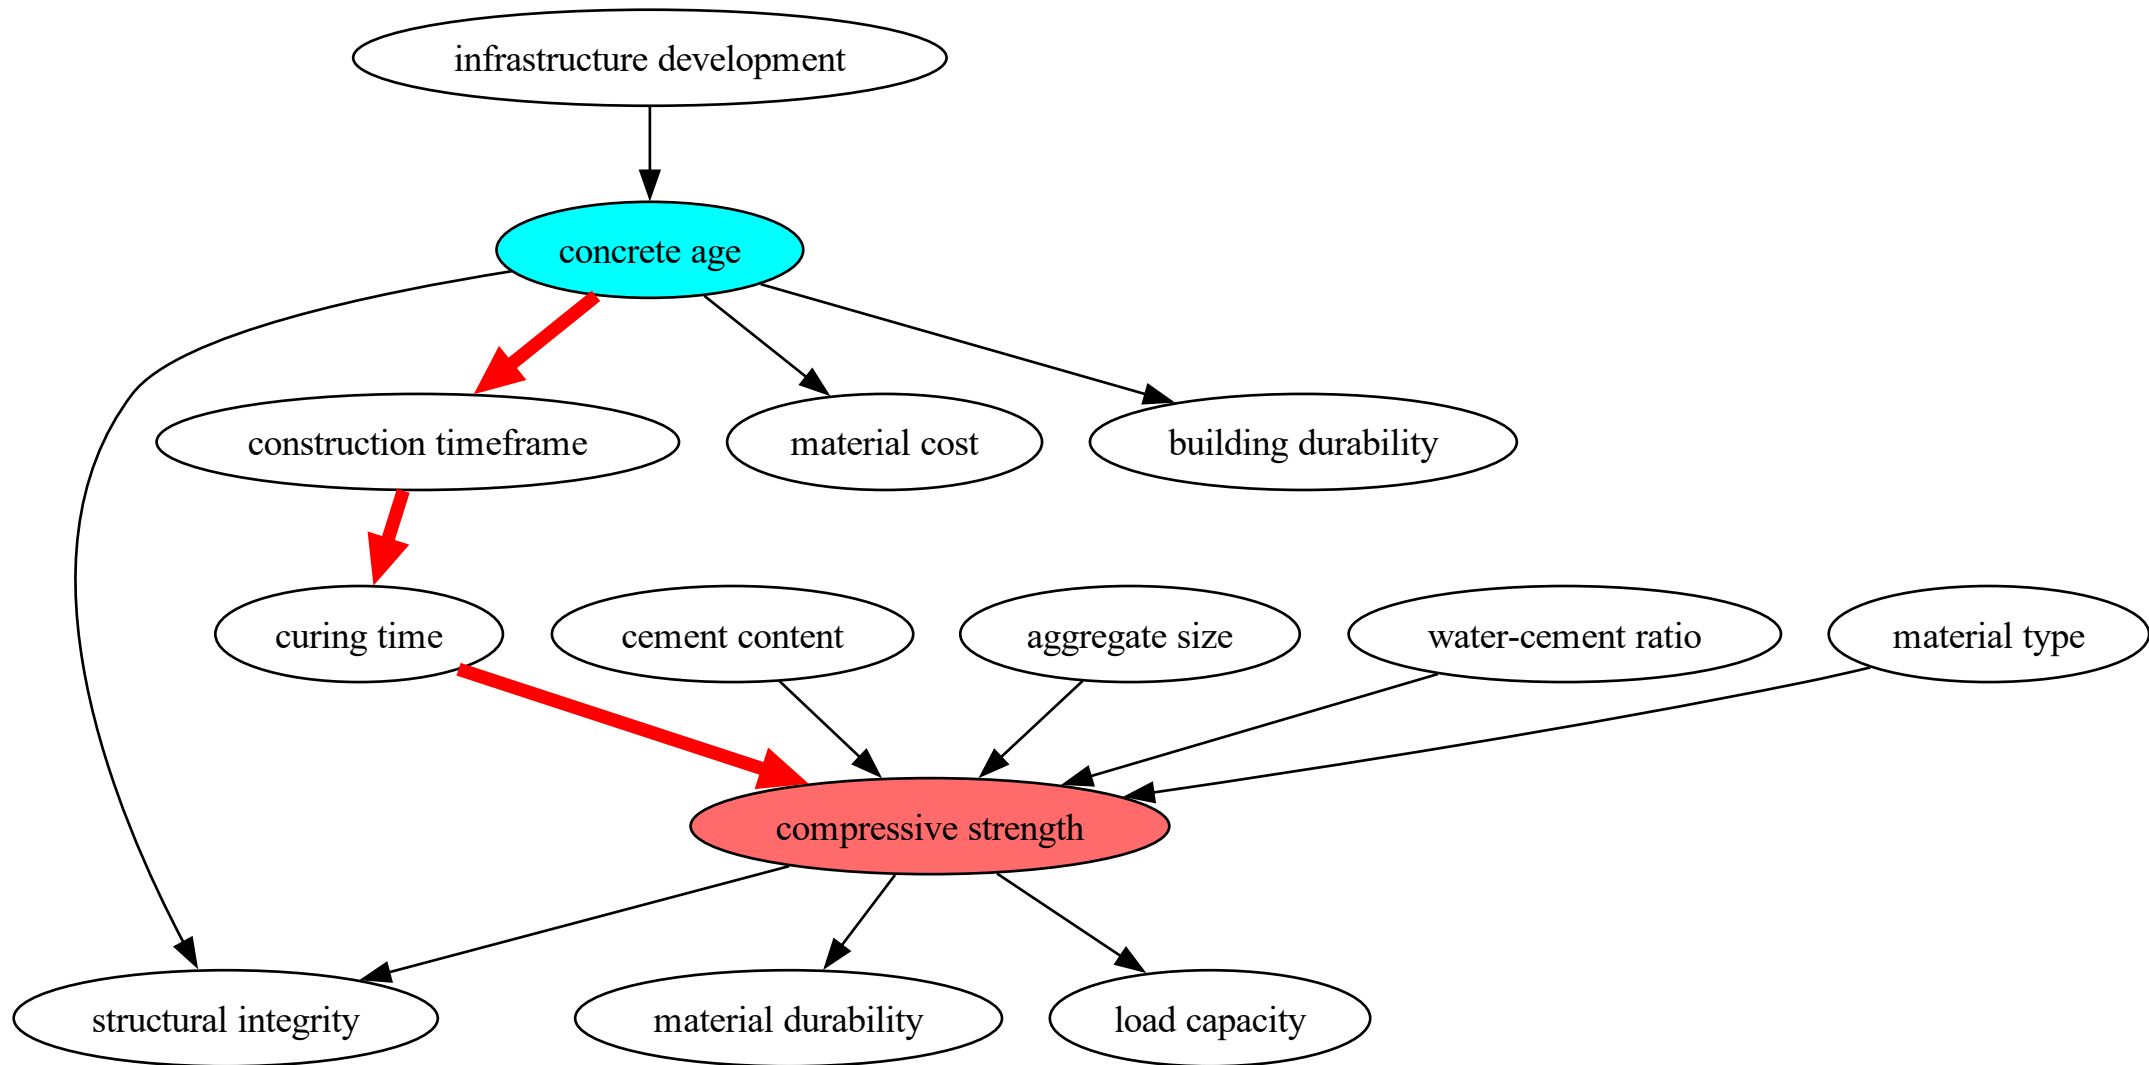 infrastructure development
concrete age
construction timeframe
material cost
building durability
curing time
cement content
aggregate size
water-cement ratio
material type
compressive strength
structural integrity
material durability
load capacity